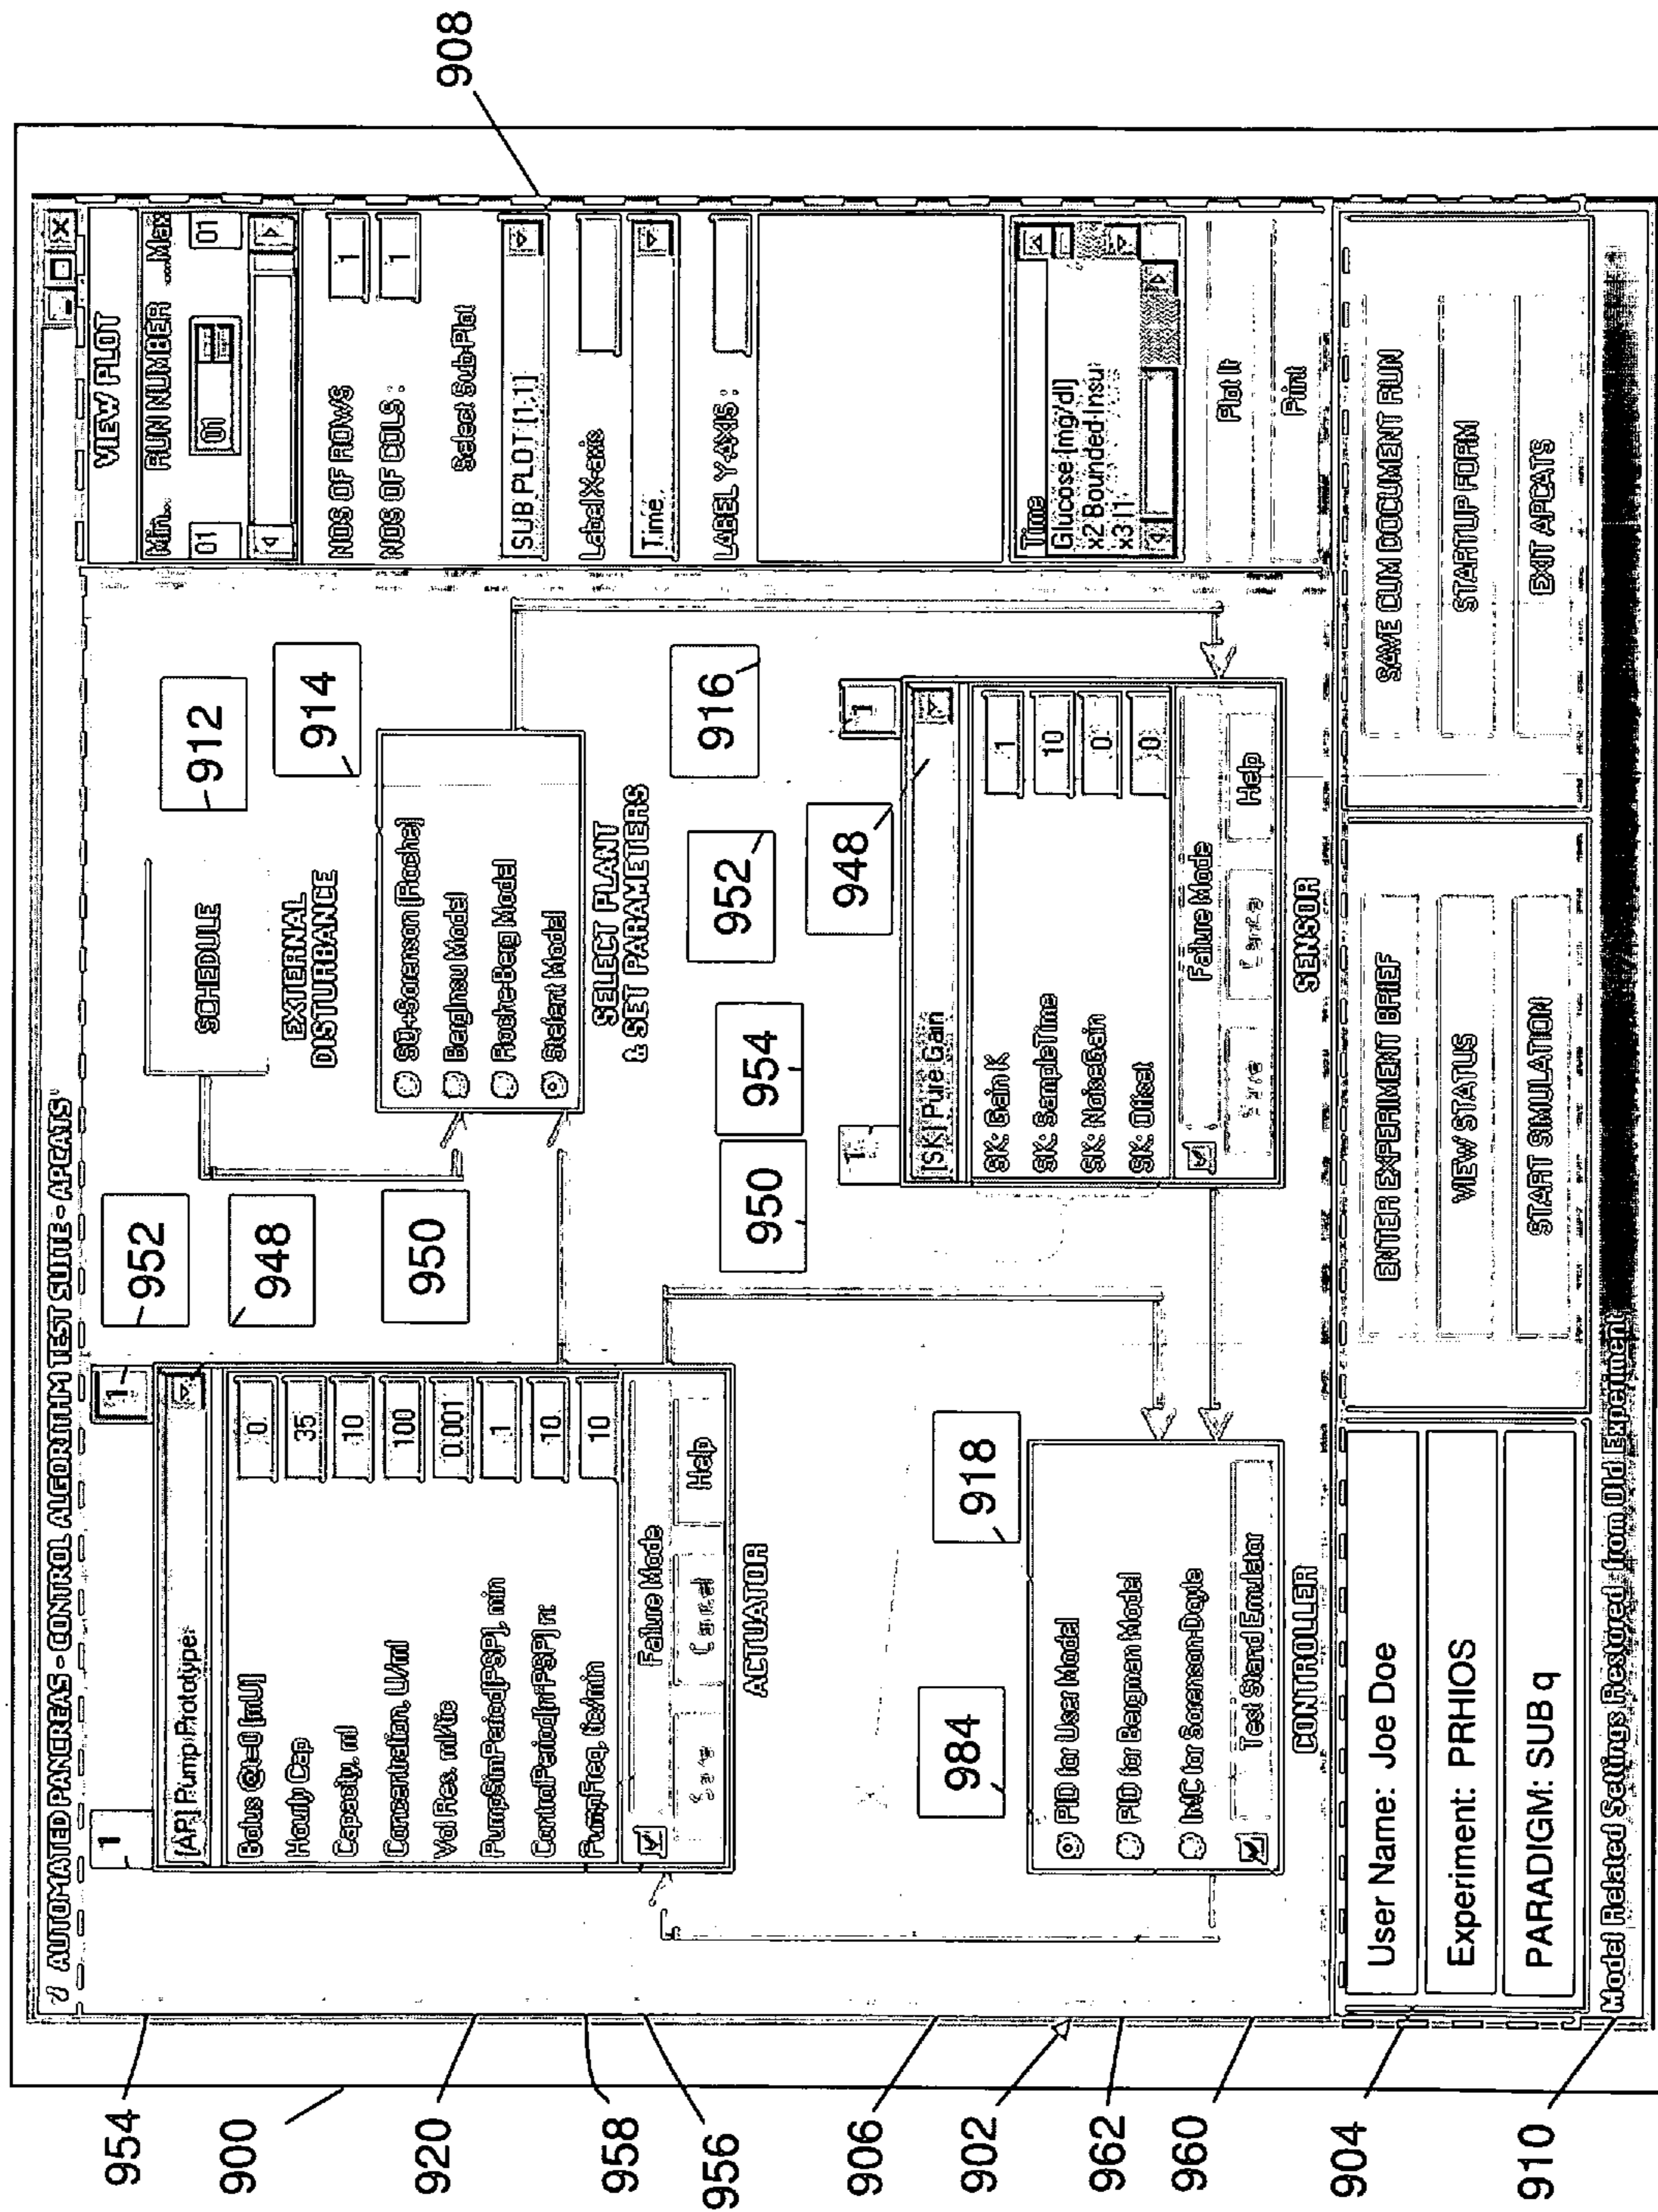 AUTOMATED PANCREAS - CONTROL ALGORITHM TEST SUITE - APCATS
954
900
920
958
956
906
902
962
960
904
910
908
1
1
[AP] Pump Prototyper
Bolus @t=0 [mU]
0
Hourly Cap
35
Capacity, ml
10
Concentration, U/ml
100
Vol Res. ml/tic
0.001
PumpSimPeriod[PSP], min
1
ControlPeriod[n*PSP] n:
10
PumpFreq. tics/min
10
Failure Mode
Save
Cancel
Help
ACTUATOR
952
948
950
SCHEDULE
EXTERNAL
DISTURBANCE
912
914
SQ-Sorenson [Roche]
BergInsu Model
Roche-Berg Model
Stelent Model
SELECT PLANT
& SET PARAMETERS
916
950
954
952
948
1
1
[SK] Pure Gain
SK: Gain K
1
SK: SampleTime
10
SK: NoiseGain
0
SK: Offset
0
Failure Mode
Save
Help
SENSOR
984
918
PID for User Model
PID for Bergman Model
IMC for Sorenson-Doyle
Test Stand Emulator
CONTROLLER
VIEW PLOT
Min... RUN NUMBER ...Max
01
01
01
NOS OF ROWS
1
NOS OF COLS :
1
Select Sub-Plot
SUB PLOT [1,1]
Label X-axis
Time
LABEL Y-AXIS :
Time
Glucose [mg/dl]
x2 Bounded-Insu
x3 I1
Plot It
Print
User Name: Joe Doe
Experiment: PRHIOS
PARADIGM: SUB q
ENTER EXPERIMENT BRIEF
VIEW STATUS
START SIMULATION
SAVE CUM DOCUMENT RUN
STARTUP FORM
EXIT APCATS
Model Related Settings Restored from Old Experiment